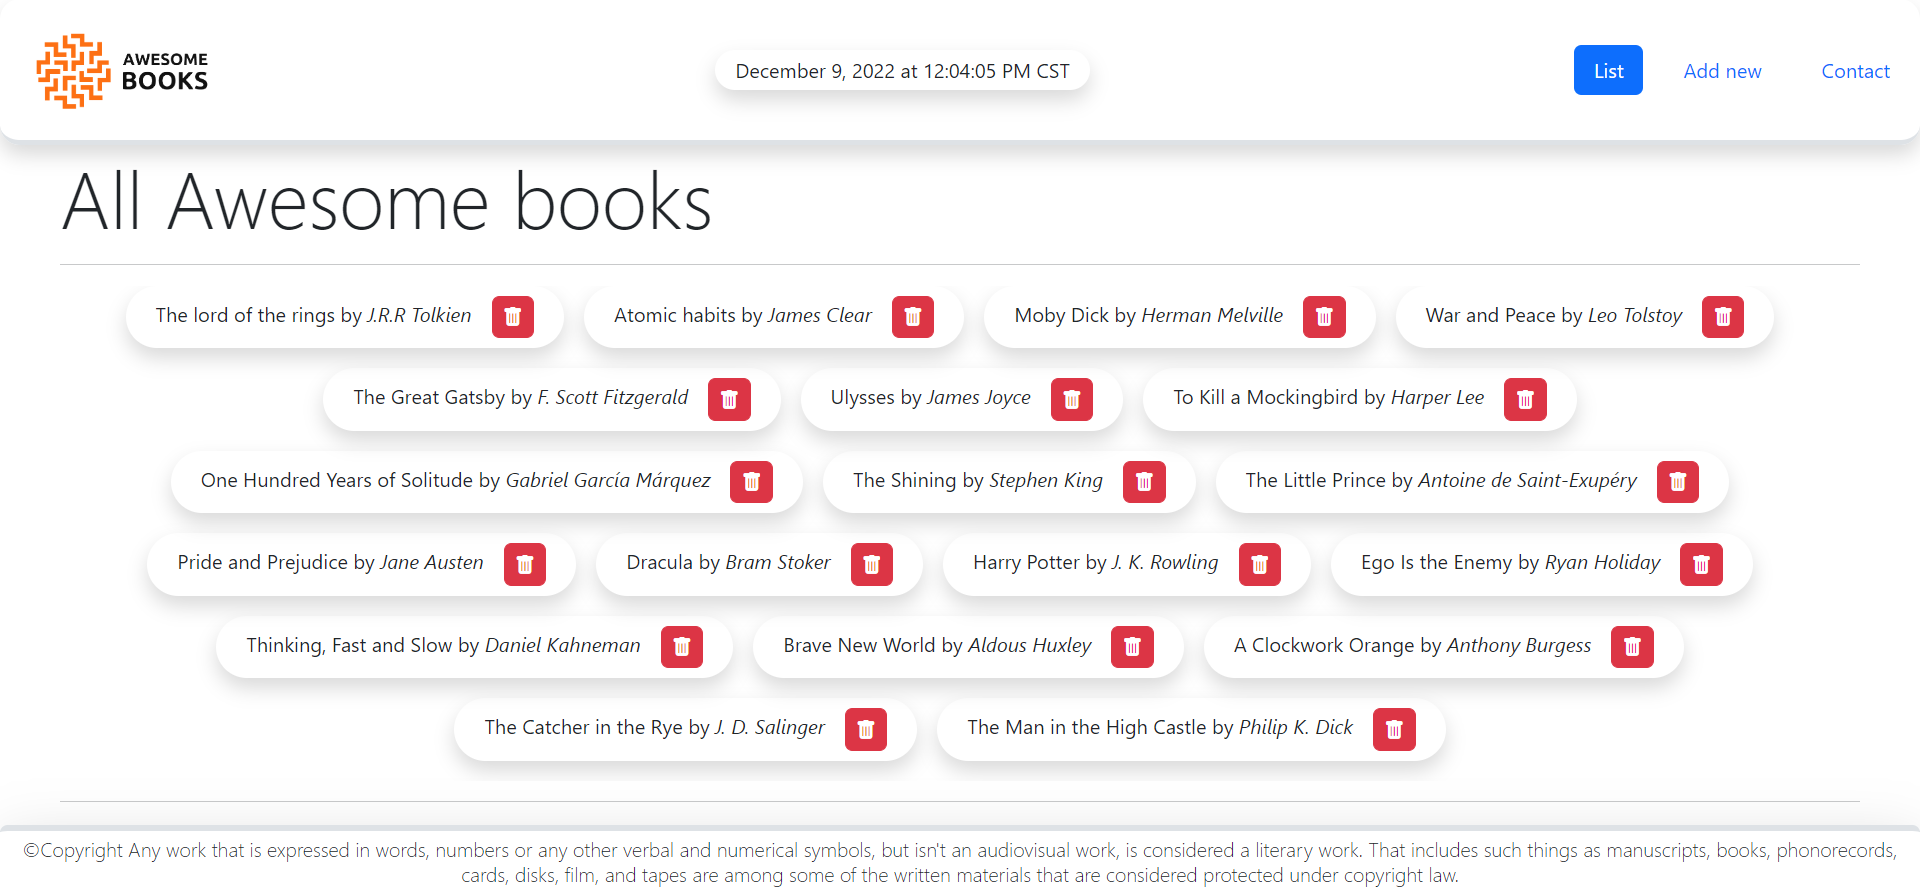 AWESOME
BOOKS
December 9, 2022 at 12:04:05 PM CST
List
Add new
Contact
All Awesome books
The lord of the rings by J.R.R Tolkien
Atomic habits by James Clear
Moby Dick by Herman Melville
War and Peace by Leo Tolstoy
The Great Gatsby by F. Scott Fitzgerald
Ulysses by James Joyce
To Kill a Mockingbird by Harper Lee
One Hundred Years of Solitude by Gabriel García Márquez
The Shining by Stephen King
The Little Prince by Antoine de Saint-Exupéry
Pride and Prejudice by Jane Austen
Dracula by Bram Stoker
Harry Potter by J. K. Rowling
Ego Is the Enemy by Ryan Holiday
Thinking, Fast and Slow by Daniel Kahneman
Brave New World by Aldous Huxley
A Clockwork Orange by Anthony Burgess
The Catcher in the Rye by J. D. Salinger
The Man in the High Castle by Philip K. Dick
©Copyright Any work that is expressed in words, numbers or any other verbal and numerical symbols, but isn't an audiovisual work, is considered a literary work. That includes such things as manuscripts, books, phonorecords,
cards, disks, film, and tapes are among some of the written materials that are considered protected under copyright law.